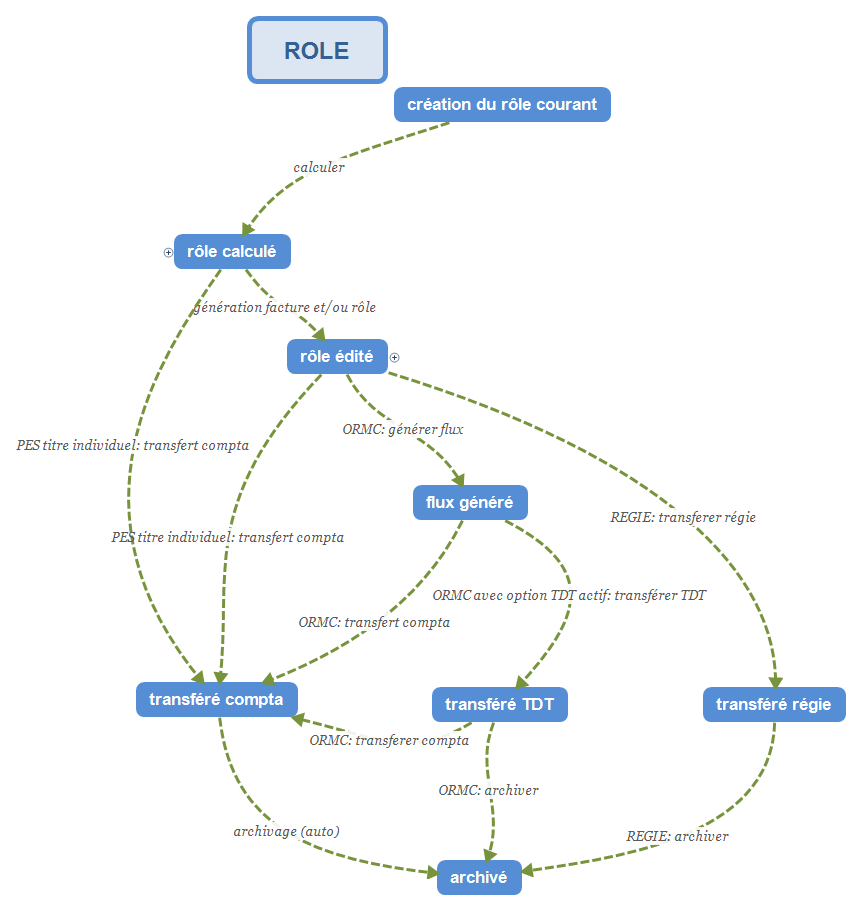 ROLE
création du rôle courant
calculer
rôle calculé
génération facture et/ou rôle
rôle édité
ORMC: générer flux
PES titre individuel: transfert compta
flux généré
REGIE: transferer régie
PES titre individuel: transfert compta
ORMC avec option TDT actif: transférer TDT
ORMC: transfert compta
transféré compta
transféré TDT
transféré régie
ORMC: transferer compta
ORMC: archiver
archivage (auto)
REGIE: archiver
archivé